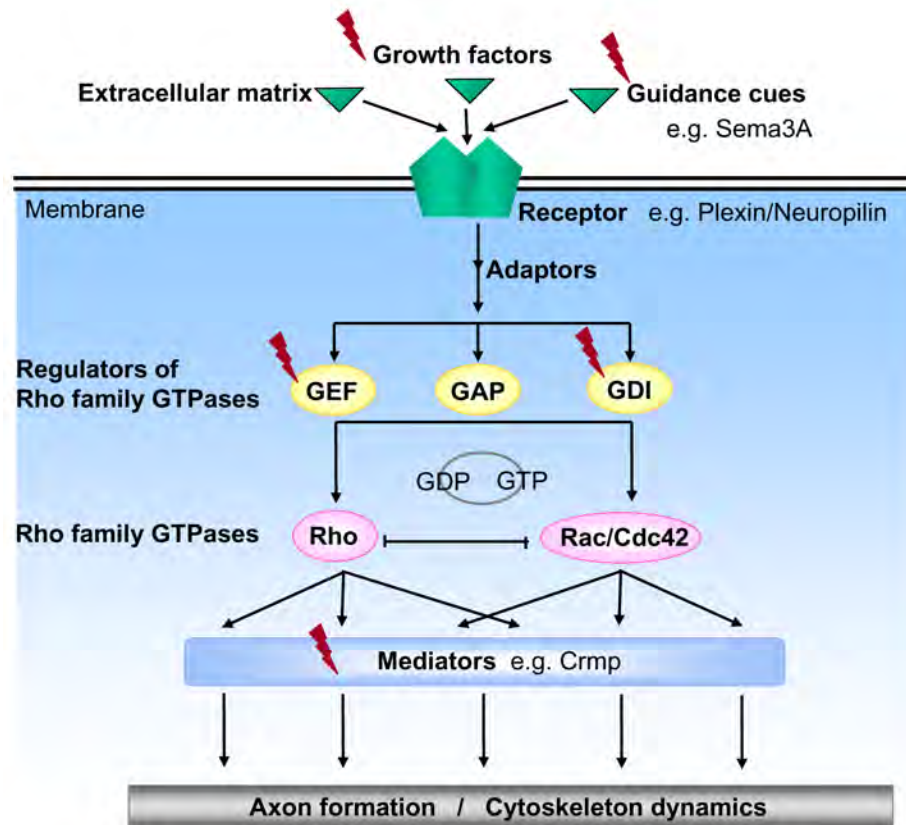 Growth factors
Extracellular matrix
Guidance cues
e.g. Sema3A
Membrane
Receptor e.g. Plexin/Neuropilin
Adaptors
Regulators of
Rho family GTPases
GEF
GAP
GDI
GDP GTP
Rho family GTPases
Rho
Rac/Cdc42
Mediators e.g. Crmp
Axon formation / Cytoskeleton dynamics